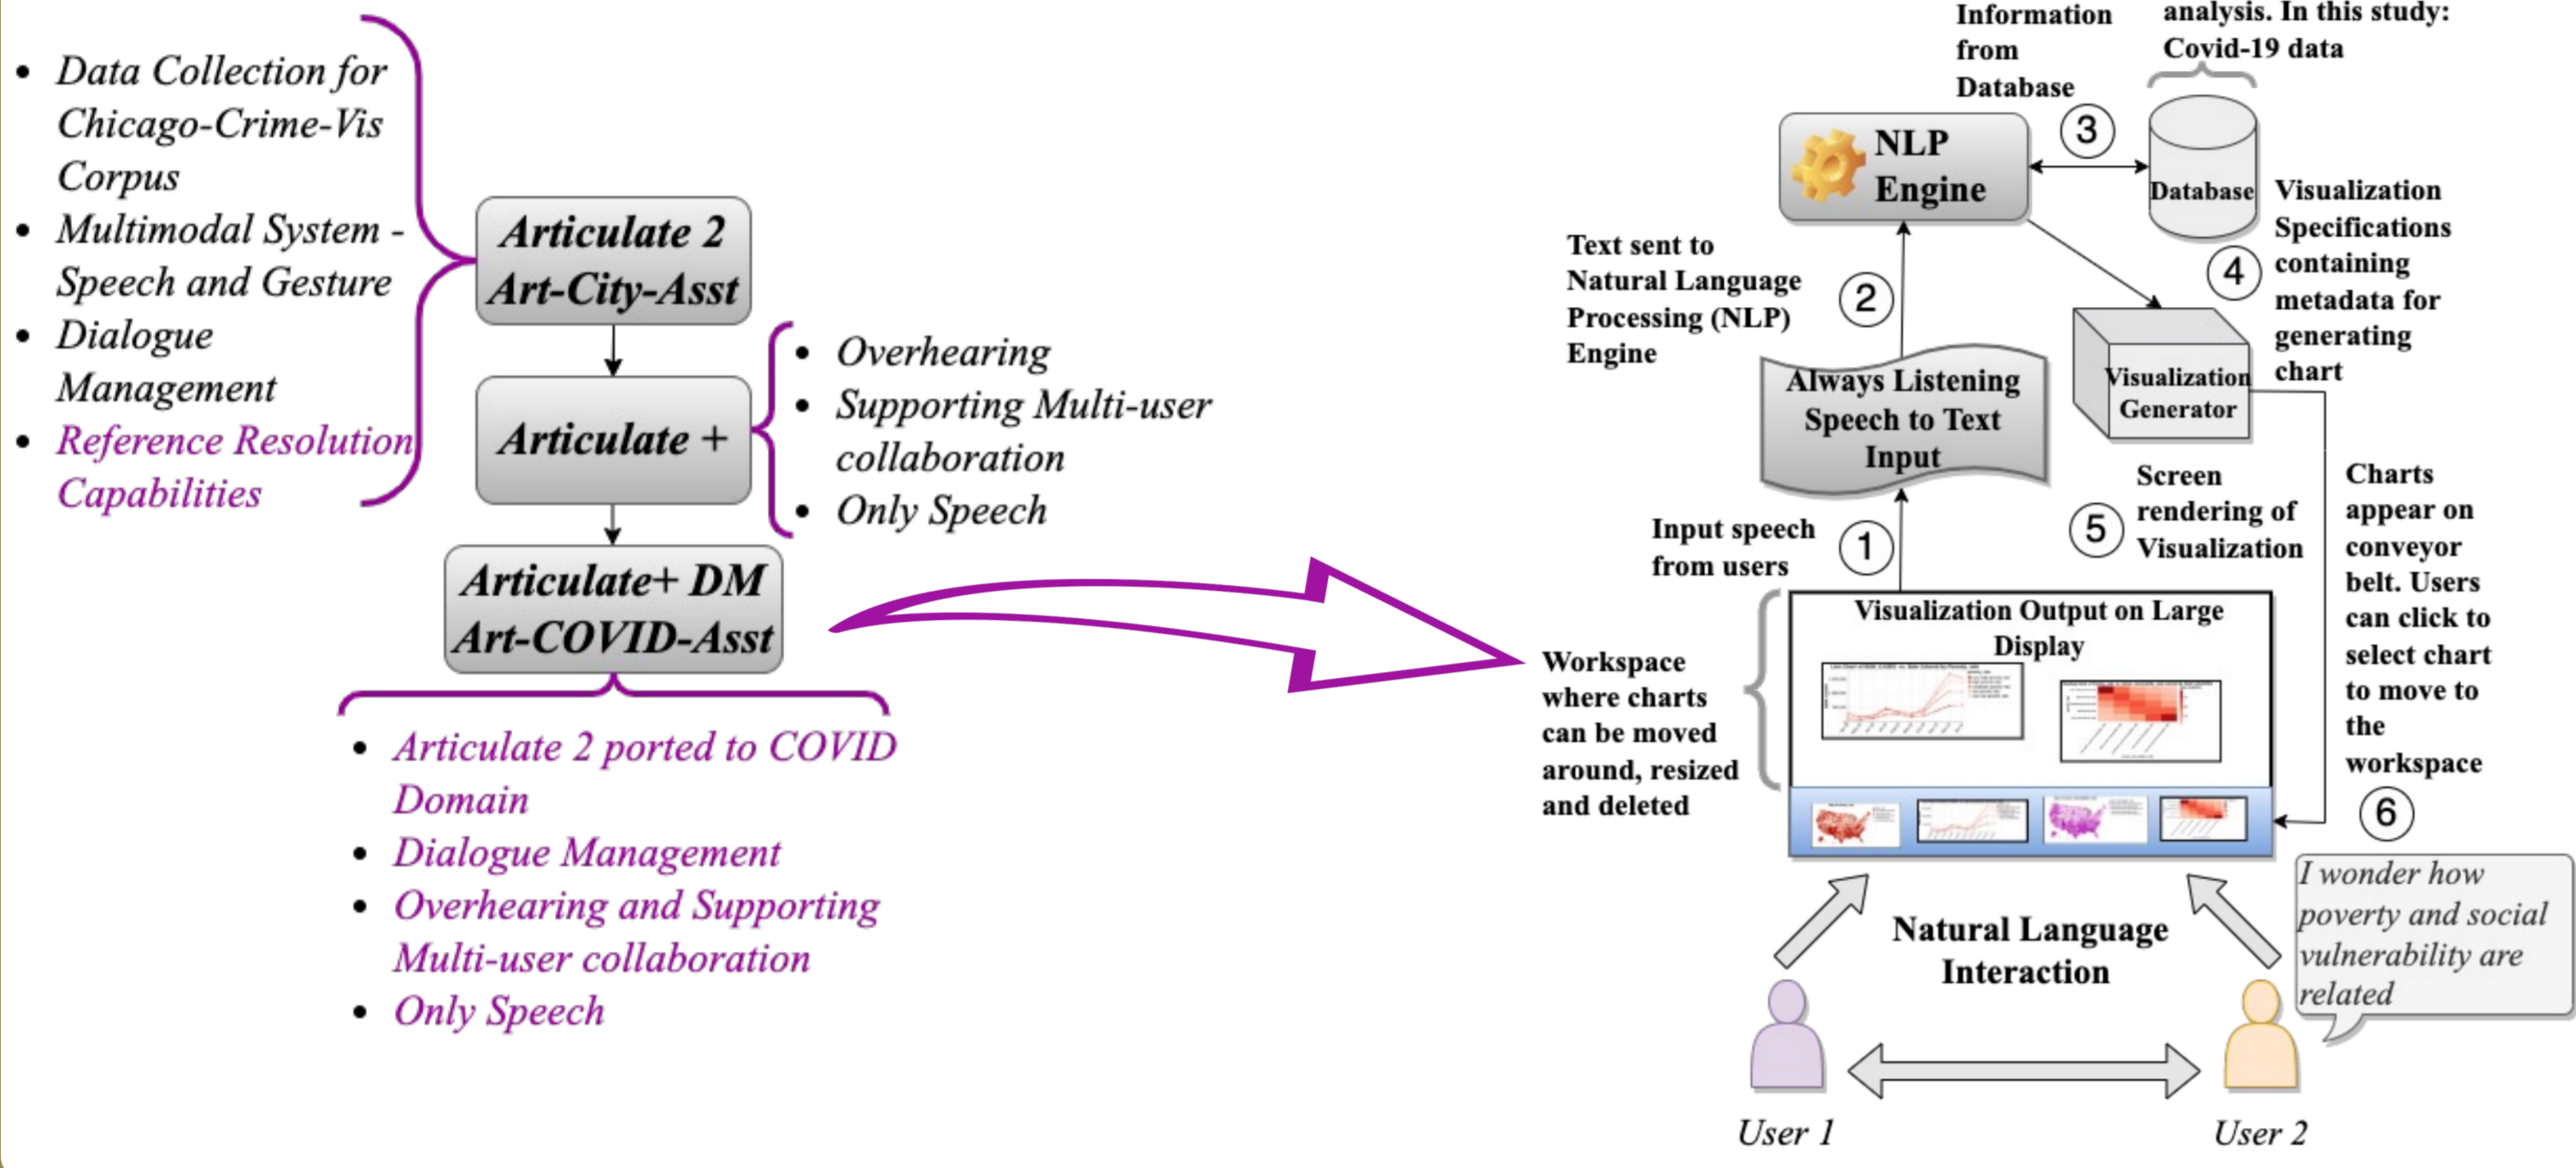 • Data Collection for
Chicago-Crime-Vis
Corpus
• Multimodal System -
Speech and Gesture
• Dialogue
Management
• Reference Resolution
Capabilities
Articulate 2
Art-City-Asst
Articulate +
• Overhearing
• Supporting Multi-user
collaboration
• Only Speech
Articulate+ DM
Art-COVID-Asst
• Articulate 2 ported to COVID
Domain
• Dialogue Management
• Overhearing and Supporting
Multi-user collaboration
• Only Speech
Information
from
Database
analysis. In this study:
Covid-19 data
NLP
Engine
3
Database
Text sent to
Natural Language
Processing (NLP)
Engine
2
4
Visualization
Specifications
containing
metadata for
generating
chart
Always Listening
Speech to Text
Input
Visualization
Generator
Input speech
from users
1
5
Screen
rendering of
Visualization
Charts
appear on
conveyor
belt. Users
can click to
select chart
to move to
the
workspace
6
Workspace
where charts
can be moved
around, resized
and deleted
Visualization Output on Large
Display
Natural Language
Interaction
I wonder how
poverty and social
vulnerability are
related
User 1
User 2